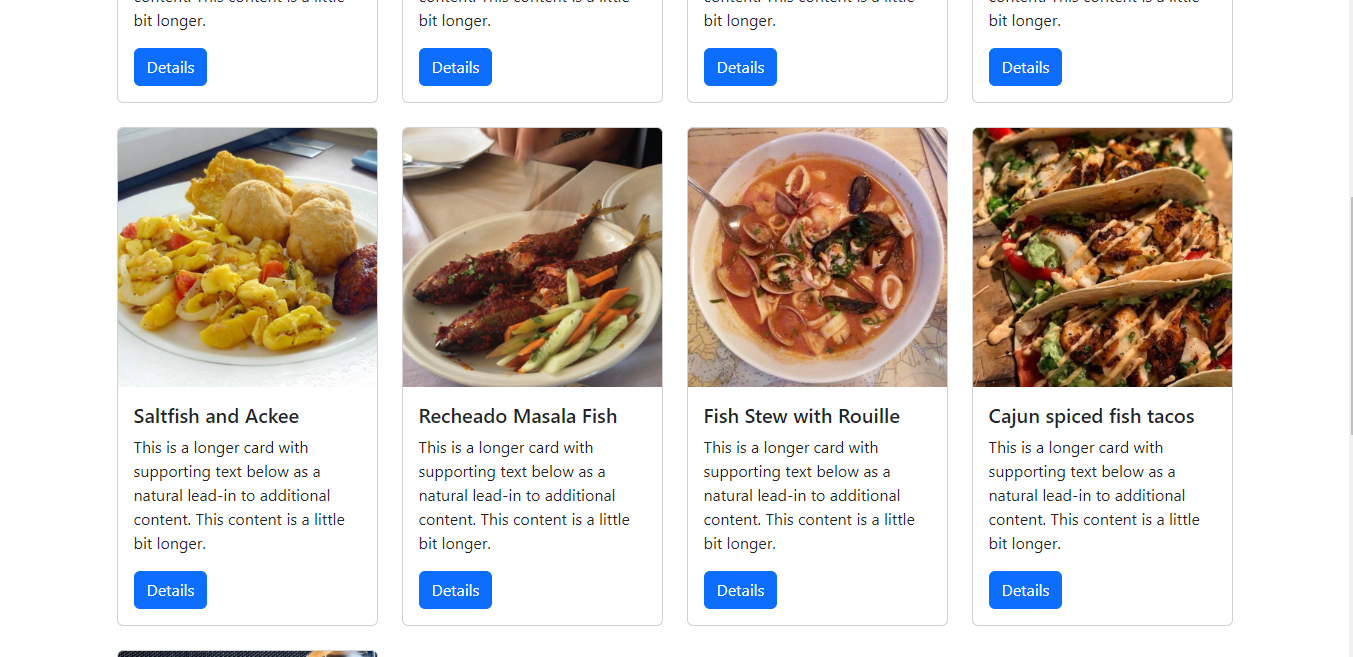 bit longer.
bit longer.
bit longer.
bit longer.
Details
Details
Details
Details
Saltfish and Ackee
This is a longer card with
supporting text below as a
natural lead-in to additional
content. This content is a little
bit longer.
Details
Recheado Masala Fish
This is a longer card with
supporting text below as a
natural lead-in to additional
content. This content is a little
bit longer.
Details
Fish Stew with Rouille
This is a longer card with
supporting text below as a
natural lead-in to additional
content. This content is a little
bit longer.
Details
Cajun spiced fish tacos
This is a longer card with
supporting text below as a
natural lead-in to additional
content. This content is a little
bit longer.
Details